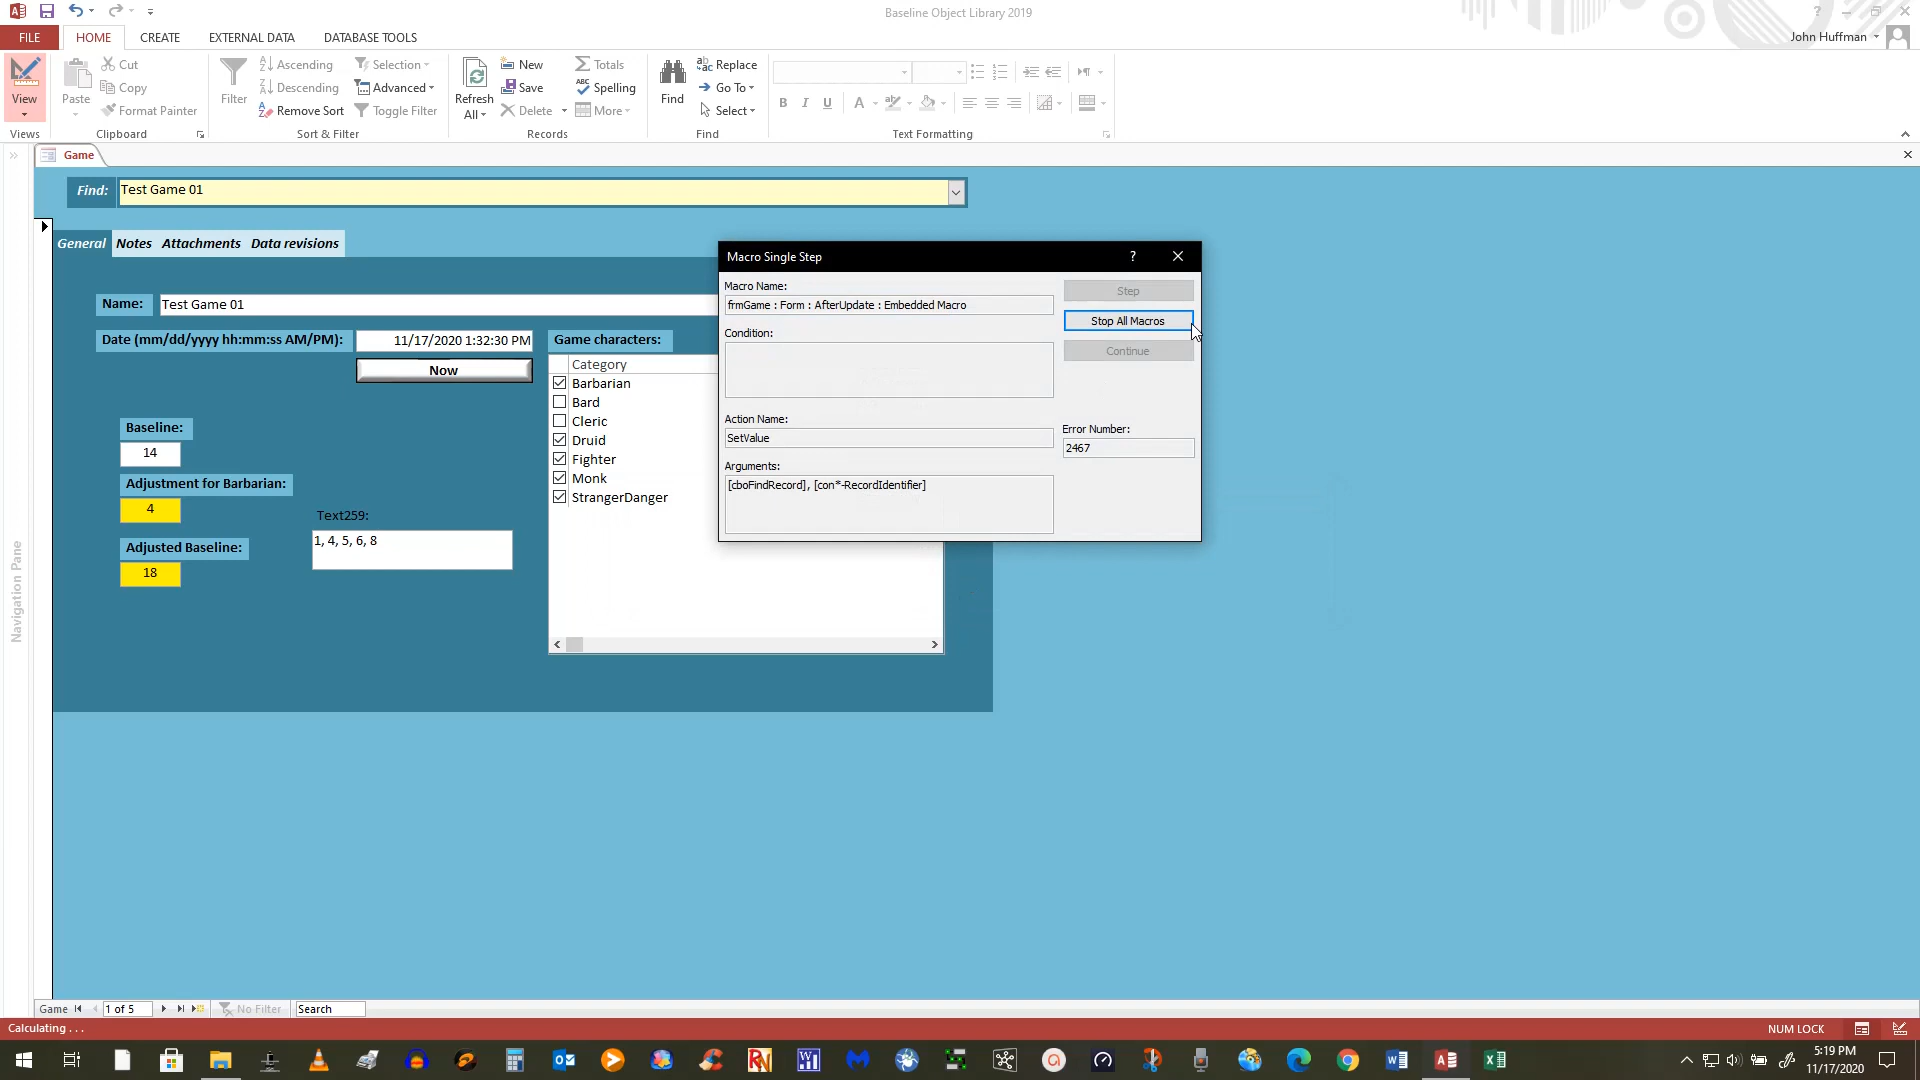 Baseline Object Library 2019
FILE
HOME
CREATE
EXTERNAL DATA
DATABASE TOOLS
John Huffman
View
Paste
Cut
Copy
Format Painter
Filter
Ascending
Descending
Remove Sort
Selection
Advanced
Toggle Filter
Refresh All
New
Save
Delete
Totals
Spelling
More
Find
Replace
Go To
Select
Views
Clipboard
Sort & Filter
Records
Find
Text Formatting
Game
Find:
Test Game 01
General
Notes
Attachments
Data revisions
Name:
Test Game 01
Date (mm/dd/yyyy hh:mm:ss AM/PM):
11/17/2020 1:32:30 PM
Now
Game characters:
Category
Barbarian
Bard
Cleric
Druid
Fighter
Monk
StrangerDanger
Baseline:
14
Adjustment for Barbarian:
4
Adjusted Baseline:
18
Text259:
1, 4, 5, 6, 8
Macro Single Step
Macro Name:
frmGame : Form : AfterUpdate : Embedded Macro
Condition:
Action Name:
SetValue
Arguments:
[cboFindRecord], [con*-RecordIdentifier]
Step
Stop All Macros
Continue
Error Number:
2467
Navigation Pane
Game
1 of 5
No Filter
Search
Calculating . . .
NUM LOCK
5:19 PM
11/17/2020